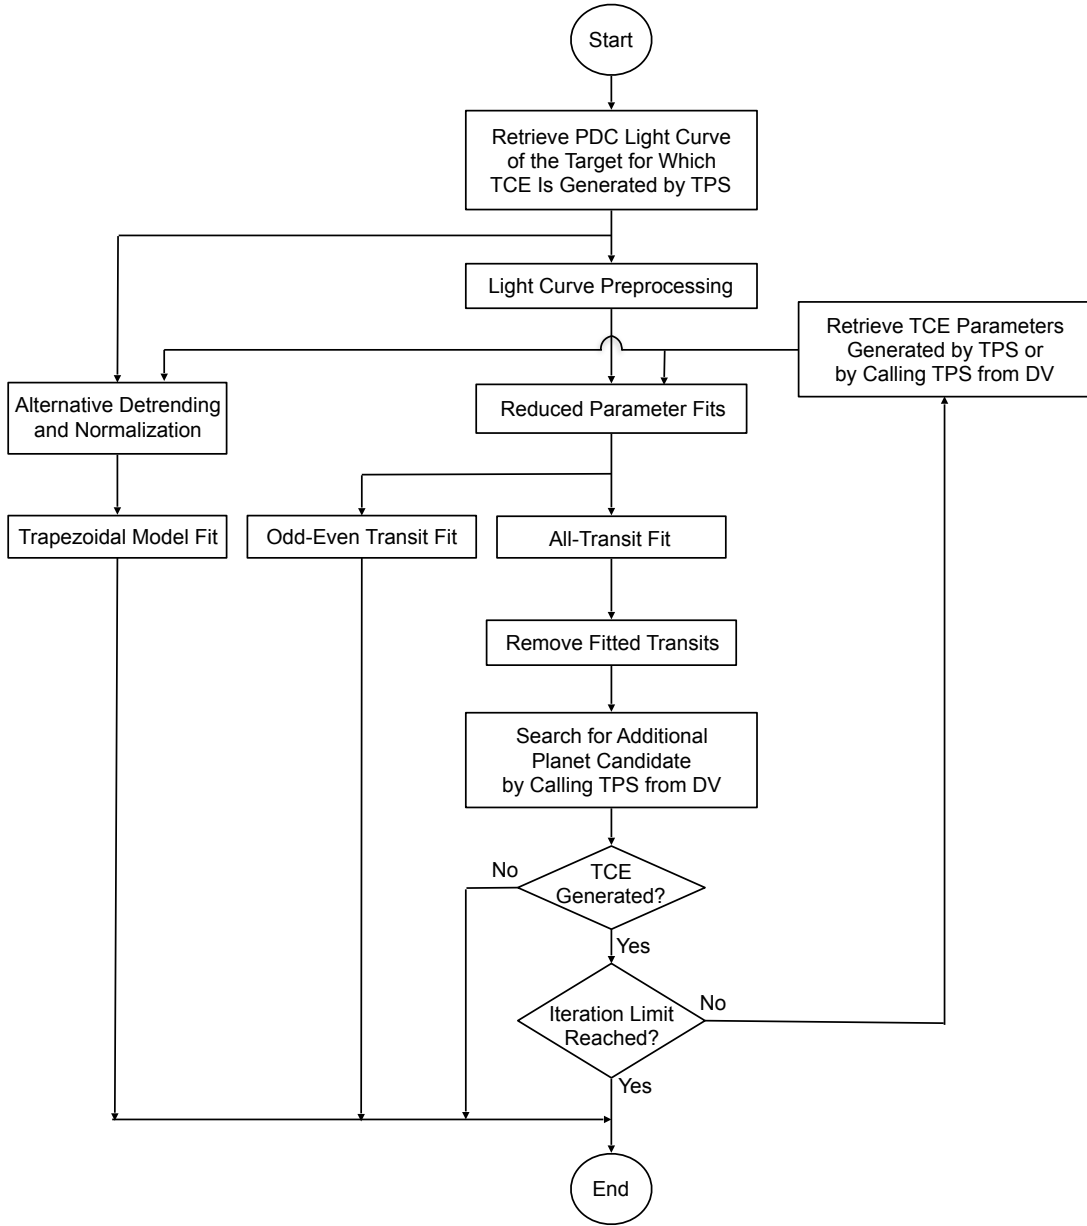 Start
Retrieve PDC Light Curve
of the Target for Which
TCE Is Generated by TPS
Light Curve Preprocessing
Retrieve TCE Parameters
Generated by TPS or
by Calling TPS from DV
Alternative Detrending
and Normalization
Reduced Parameter Fits
Trapezoidal Model Fit
Odd-Even Transit Fit
All-Transit Fit
Remove Fitted Transits
Search for Additional
Planet Candidate
by Calling TPS from DV
No
TCE
Generated?
Yes
No
Iteration Limit
Reached?
Yes
End